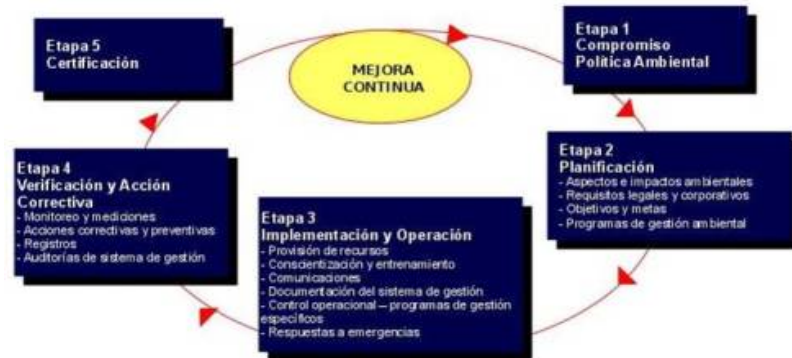 Etapa 5
Certificación
MEJORA
CONTINUA
Etapa 1
Compromiso
Política Ambiental
Etapa 2
Planificación
- Aspectos e impactos ambientales
- Requisitos legales y corporativos
- Objetivos y metas
- Programas de gestión ambiental
Etapa 3
Implementación y Operación
- Provisión de recursos
- Conscientización y entrenamiento
- Comunicaciones
- Documentación del sistema de gestión
- Control operacional – programas de gestión
específicos
- Respuestas a emergencias
Etapa 4
Verificación y Acción
Correctiva
- Monitoreo y mediciones
- Acciones correctivas y preventivas
- Registros
- Auditorías de sistema de gestión